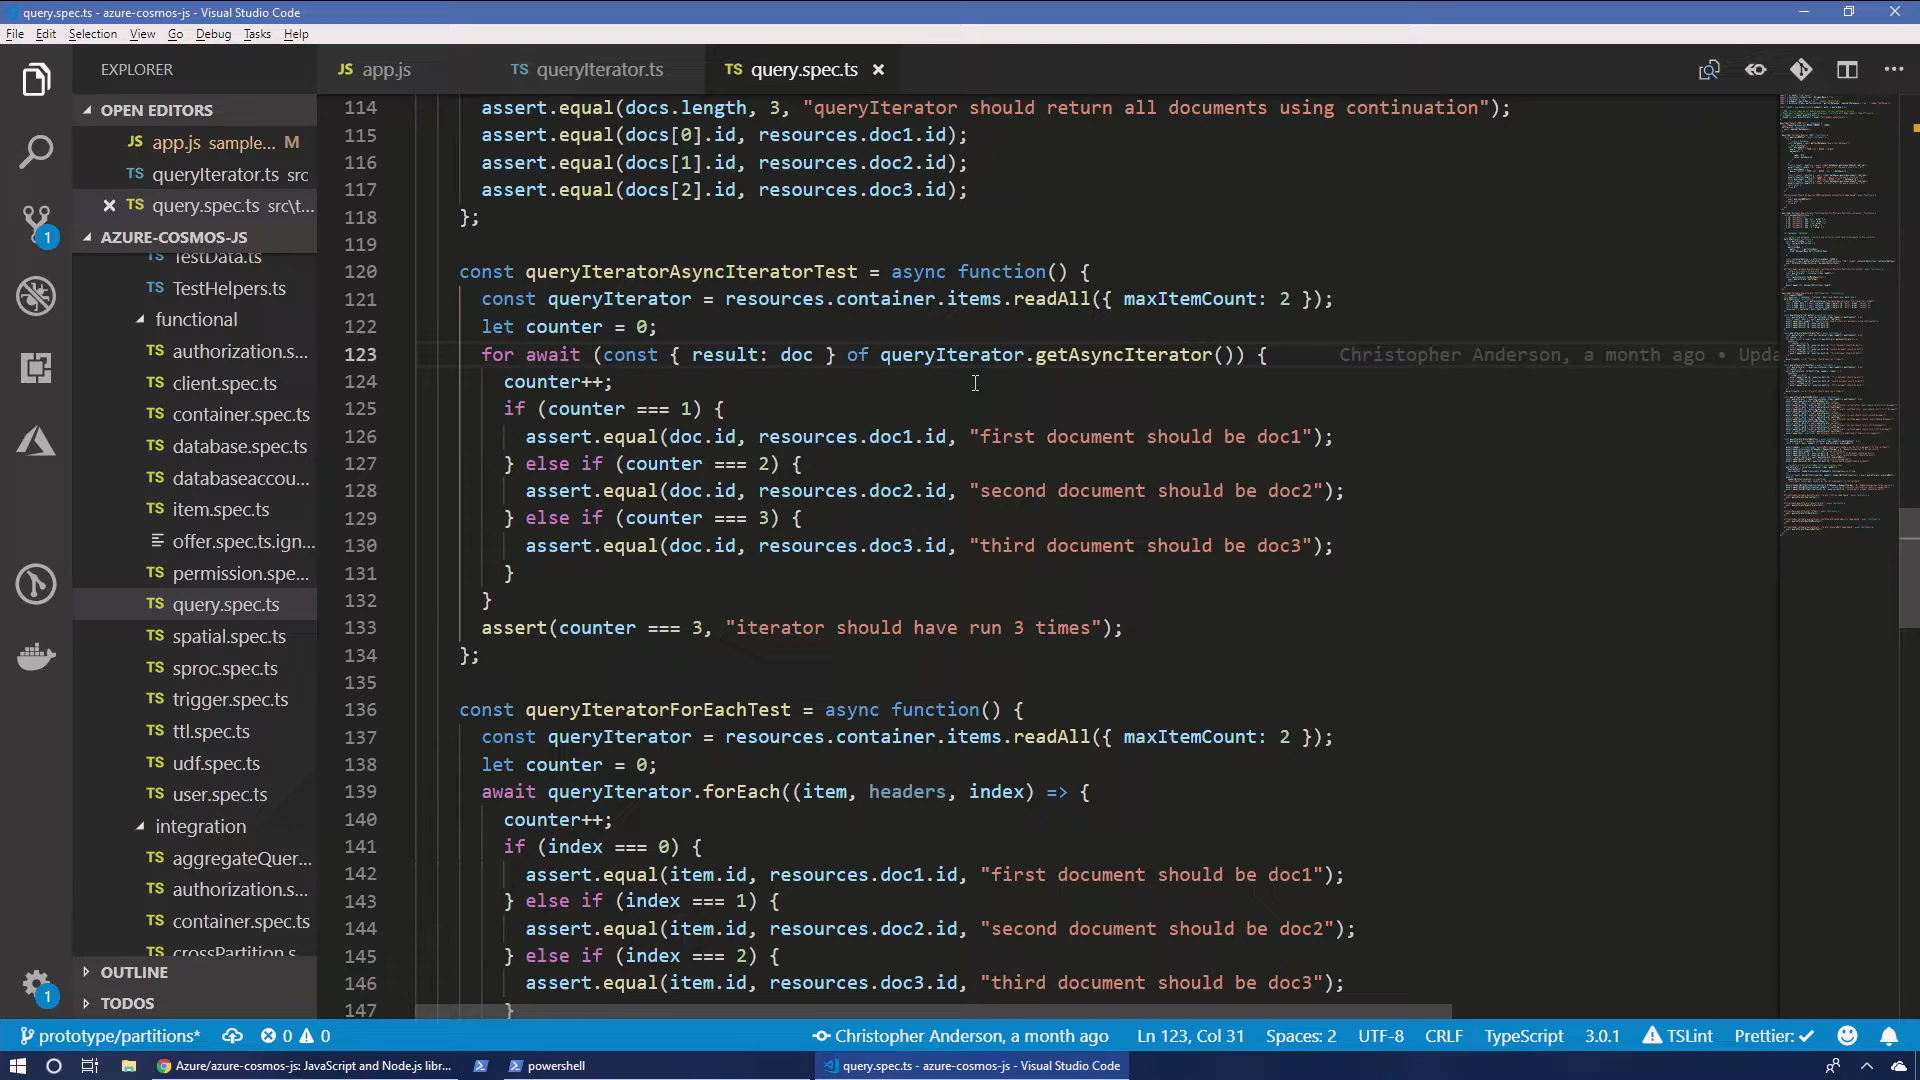 query.spec.ts - azure-cosmos-js - Visual Studio Code
File Edit Selection View Go Debug Tasks Help
EXPLORER
JS app.js
TS queryIterator.ts
TS query.spec.ts
OPEN EDITORS
JS app.js sample... M
TS queryIterator.ts src
TS query.spec.ts src\t...
1
AZURE-COSMOS-JS
TS TestData.ts
TS TestHelpers.ts
functional
TS authorization.s...
TS client.spec.ts
TS container.spec.ts
TS database.spec.ts
TS databaseaccou...
TS item.spec.ts
offer.spec.ts.ign...
TS permission.spe...
TS query.spec.ts
TS spatial.spec.ts
TS sproc.spec.ts
TS trigger.spec.ts
TS ttl.spec.ts
TS udf.spec.ts
TS user.spec.ts
integration
TS aggregateQuer...
TS authorization.s...
TS container.spec.ts
TS crossPartition.s
OUTLINE
TODOS
1
114 assert.equal(docs.length, 3, "queryIterator should return all documents using continuation");
115 assert.equal(docs[0].id, resources.doc1.id);
116 assert.equal(docs[1].id, resources.doc2.id);
117 assert.equal(docs[2].id, resources.doc3.id);
118 };
119
120 const queryIteratorAsyncIteratorTest = async function() {
121 const queryIterator = resources.container.items.readAll({ maxItemCount: 2 });
122 let counter = 0;
123 for await (const { result: doc } of queryIterator.getAsyncIterator()) { Christopher Anderson, a month ago • Upda
124 counter++;
125 if (counter === 1) {
126 assert.equal(doc.id, resources.doc1.id, "first document should be doc1");
127 } else if (counter === 2) {
128 assert.equal(doc.id, resources.doc2.id, "second document should be doc2");
129 } else if (counter === 3) {
130 assert.equal(doc.id, resources.doc3.id, "third document should be doc3");
131 }
132 }
133 assert(counter === 3, "iterator should have run 3 times");
134 };
135
136 const queryIteratorForEachTest = async function() {
137 const queryIterator = resources.container.items.readAll({ maxItemCount: 2 });
138 let counter = 0;
139 await queryIterator.forEach((item, headers, index) => {
140 counter++;
141 if (index === 0) {
142 assert.equal(item.id, resources.doc1.id, "first document should be doc1");
143 } else if (index === 1) {
144 assert.equal(item.id, resources.doc2.id, "second document should be doc2");
145 } else if (index === 2) {
146 assert.equal(item.id, resources.doc3.id, "third document should be doc3");
147 }
prototype/partitions* 0 0 Christopher Anderson, a month ago Ln 123, Col 31 Spaces: 2 UTF-8 CRLF TypeScript 3.0.1 TSLint Prettier: ✓
Azure/azure-cosmos-js: JavaScript and Node.js libr... powershell query.spec.ts - azure-cosmos-js - Visual Studio Code